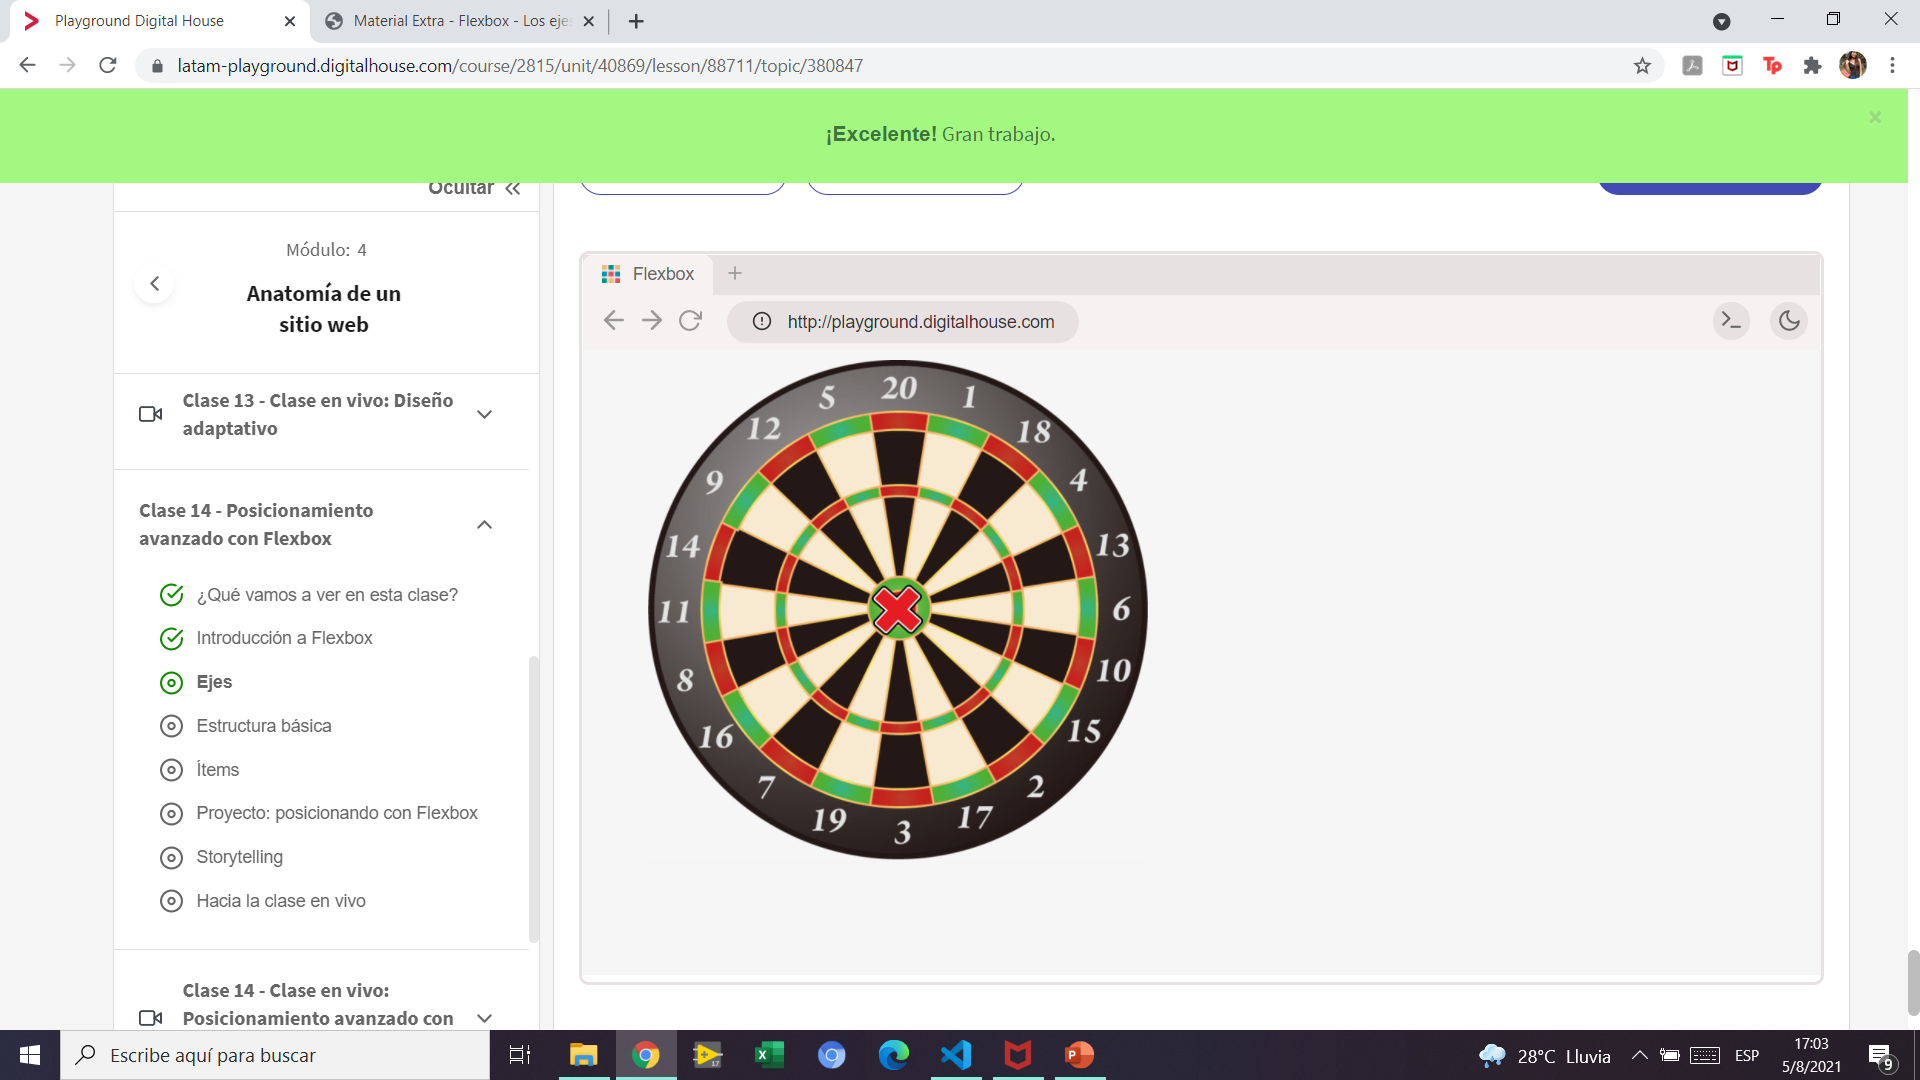 Playground Digital House
Material Extra - Flexbox - Los eje
latam-playground.digitalhouse.com/course/2815/unit/40869/lesson/88711/topic/380847
Tp
¡Excelente! Gran trabajo.
Ocultar
Módulo: 4
Anatomía de un
sitio web
Clase 13 - Clase en vivo: Diseño
adaptativo
Clase 14 - Posicionamiento
avanzado con Flexbox
¿Qué vamos a ver en esta clase?
Introducción a Flexbox
Ejes
Estructura básica
Ítems
Proyecto: posicionando con Flexbox
Storytelling
Hacia la clase en vivo
Clase 14 - Clase en vivo:
Posicionamiento avanzado con
Flexbox
http://playground.digitalhouse.com
20
1
18
4
13
6
10
15
2
17
3
19
7
16
8
11
14
9
12
5
Escribe aquí para buscar
28°C Lluvia
ESP
17:03
5/8/2021
9